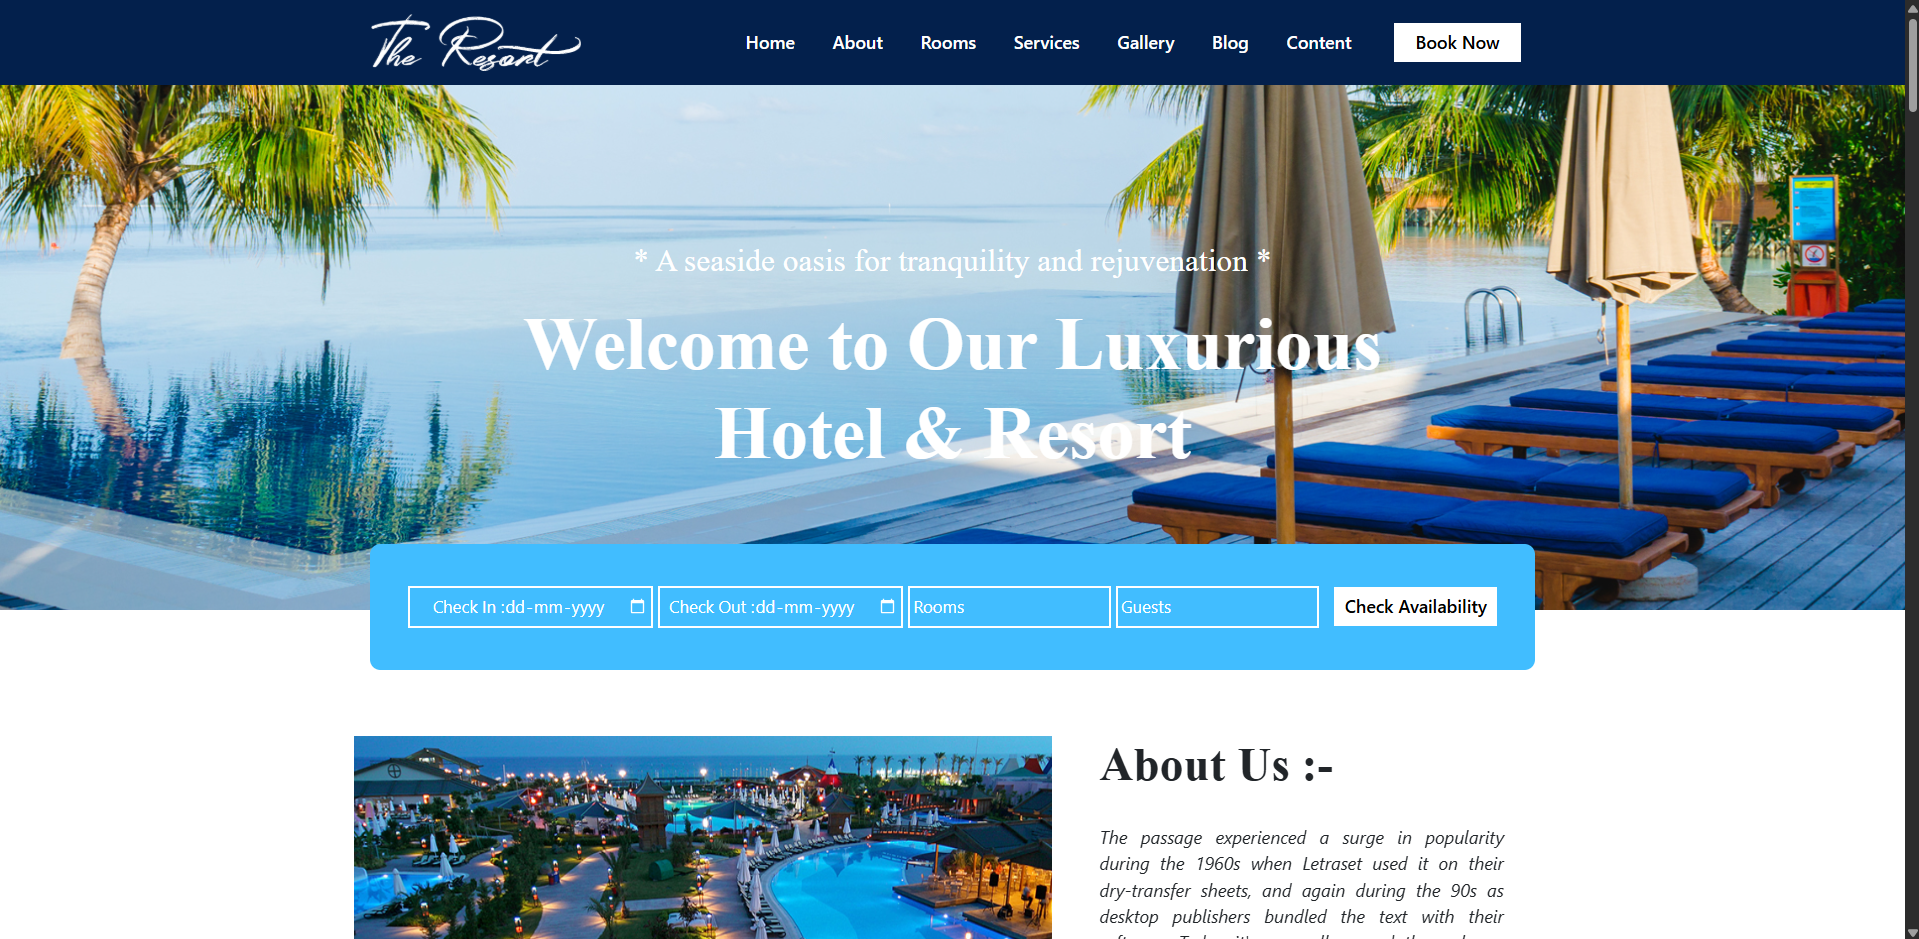 The Resort
Home About Rooms Services Gallery Blog Content Book Now
* A seaside oasis for tranquility and rejuvenation *
Welcome to Our Luxurious
Hotel & Resort
Check In :dd-mm-yyyy Check Out :dd-mm-yyyy Rooms Guests Check Availability
About Us :-
The passage experienced a surge in popularity
during the 1960s when Letraset used it on their
dry-transfer sheets, and again during the 90s as
desktop publishers bundled the text with their